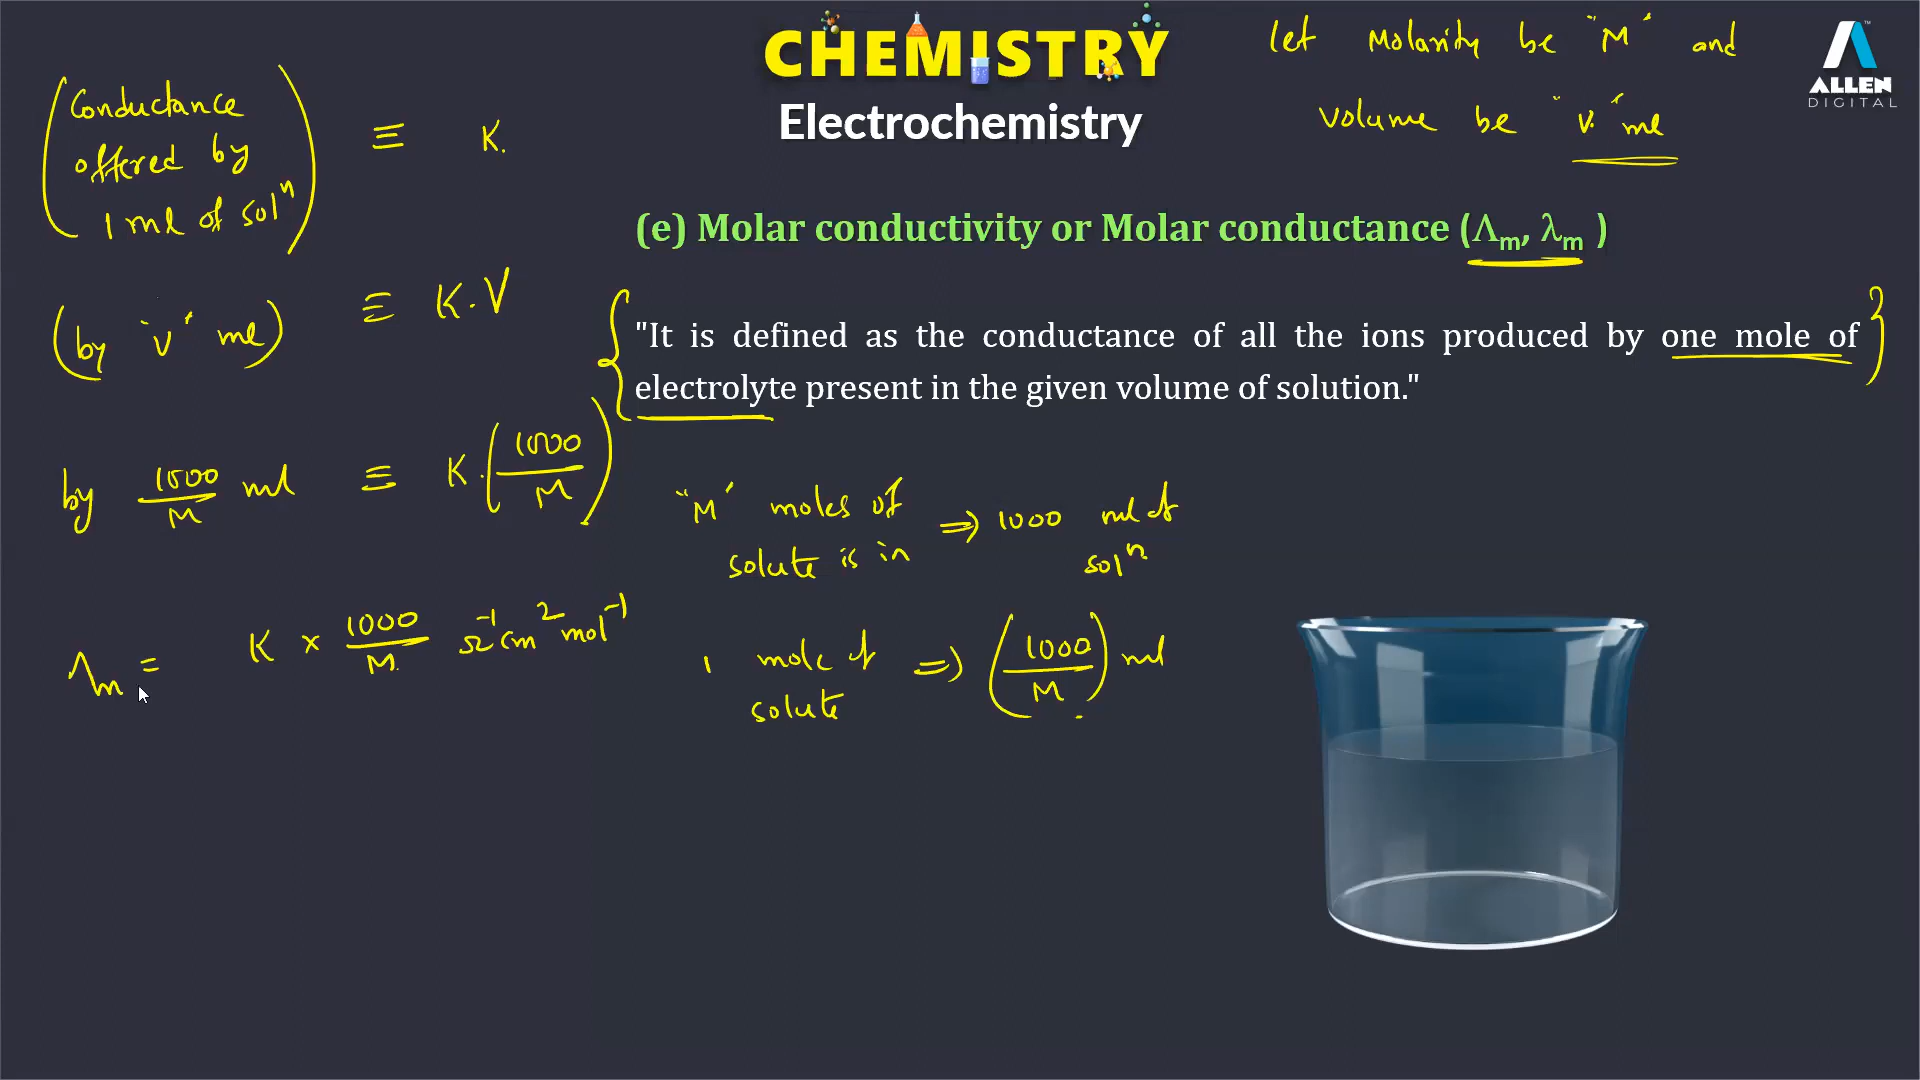 CHEMISTRY
Electrochemistry
ALLEN
DIGITAL
let Molarity be "M" and
volume be "v" ml
(Conductance
offered by
1 ml of solⁿ) ≡ K.
(e) Molar conductivity or Molar conductance (Λₘ, λₘ )
(by "v" ml) ≡ K.V
"It is defined as the conductance of all the ions produced by one mole of
electrolyte present in the given volume of solution."
by 1000/M ml ≡ K.(1000/M)
"M" moles of
solute is in ⇒ 1000 ml of
solⁿ
Λₘ = K × 1000/M Ω⁻¹ cm² mol⁻¹
1 mole of
solute ⇒ (1000/M) ml